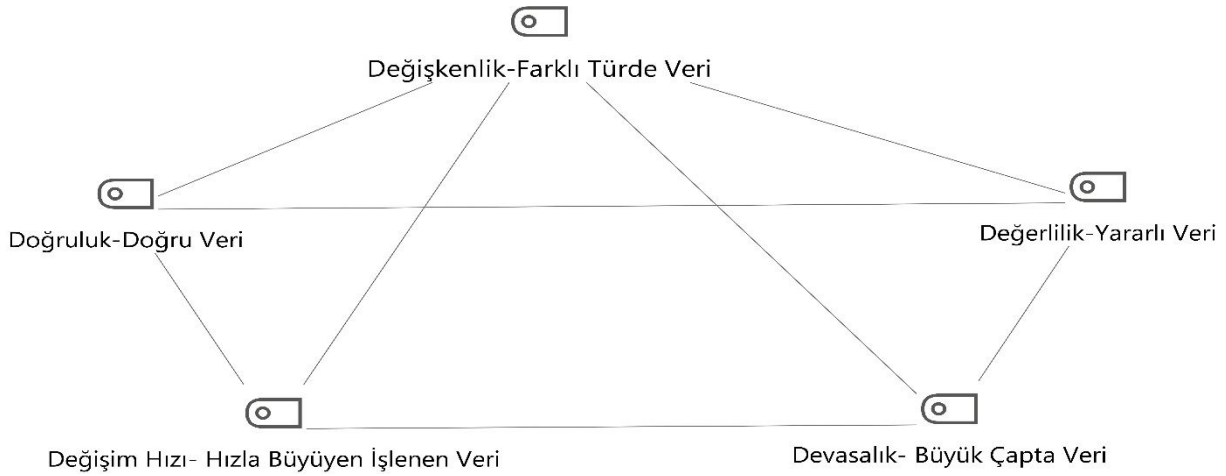 Değişkenlik-Farklı Türde Veri
Doğruluk-Doğru Veri
Değerlilik-Yararlı Veri
Değişim Hızı- Hızla Büyüyen İşlenen Veri
Devasalık- Büyük Çapta Veri